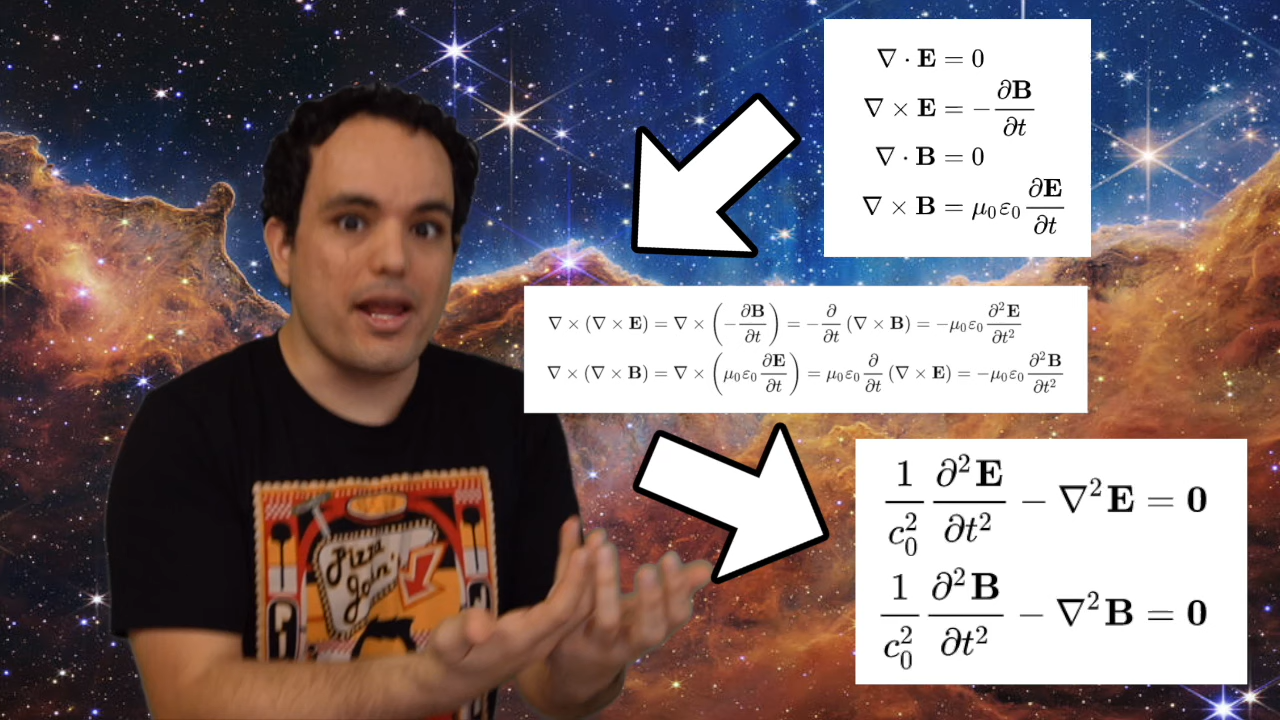 ∇ · E = 0
∇ × E = −∂B/∂t
∇ · B = 0
∇ × B = μ₀ε₀ ∂E/∂t
∇ × (∇ × E) = ∇ × (−∂B/∂t) = −∂/∂t (∇ × B) = −μ₀ε₀ ∂²E/∂t²
∇ × (∇ × B) = ∇ × (μ₀ε₀ ∂E/∂t) = μ₀ε₀ ∂/∂t (∇ × E) = −μ₀ε₀ ∂²B/∂t²
1/c₀² ∂²E/∂t² − ∇²E = 0
1/c₀² ∂²B/∂t² − ∇²B = 0
Pizza
Join'